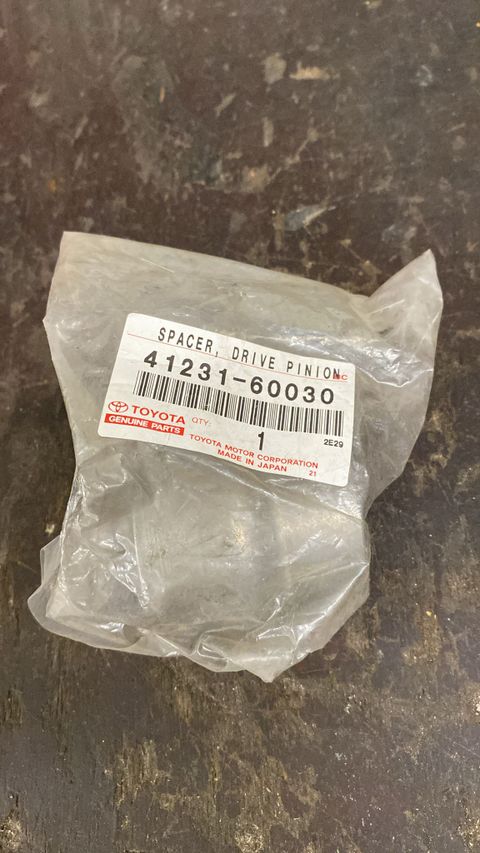 SPACER, DRIVE PINION
41231-60030
TOYOTA QTY:
GENUINE PARTS
1 2E29
TOYOTA MOTOR CORPORATION
MADE IN JAPAN 21